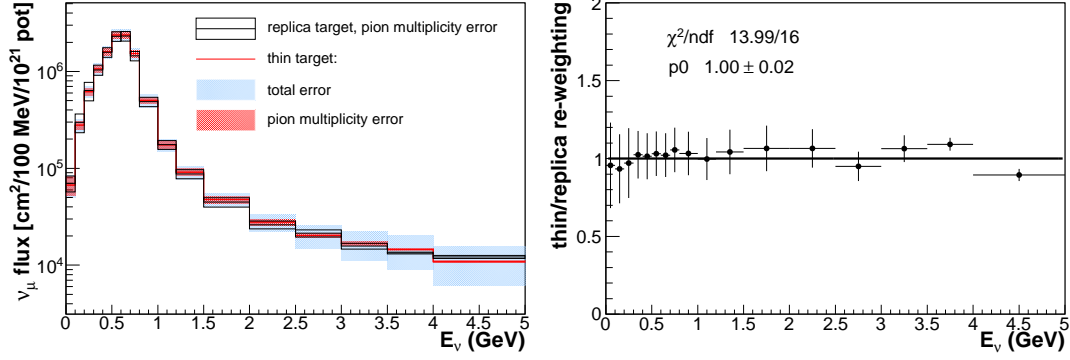 ν_μ flux [cm²/100 MeV/10²¹ pot]
10⁶
10⁵
10⁴
replica target, pion multiplicity error
thin target:
total error
pion multiplicity error
0 0.5 1 1.5 2 2.5 3 3.5 4 4.5 5
E_ν (GeV)
thin/replica re-weighting
2
1.5
1
0.5
0
χ²/ndf 13.99/16
p0 1.00 ± 0.02
0 0.5 1 1.5 2 2.5 3 3.5 4 4.5 5
E_ν (GeV)